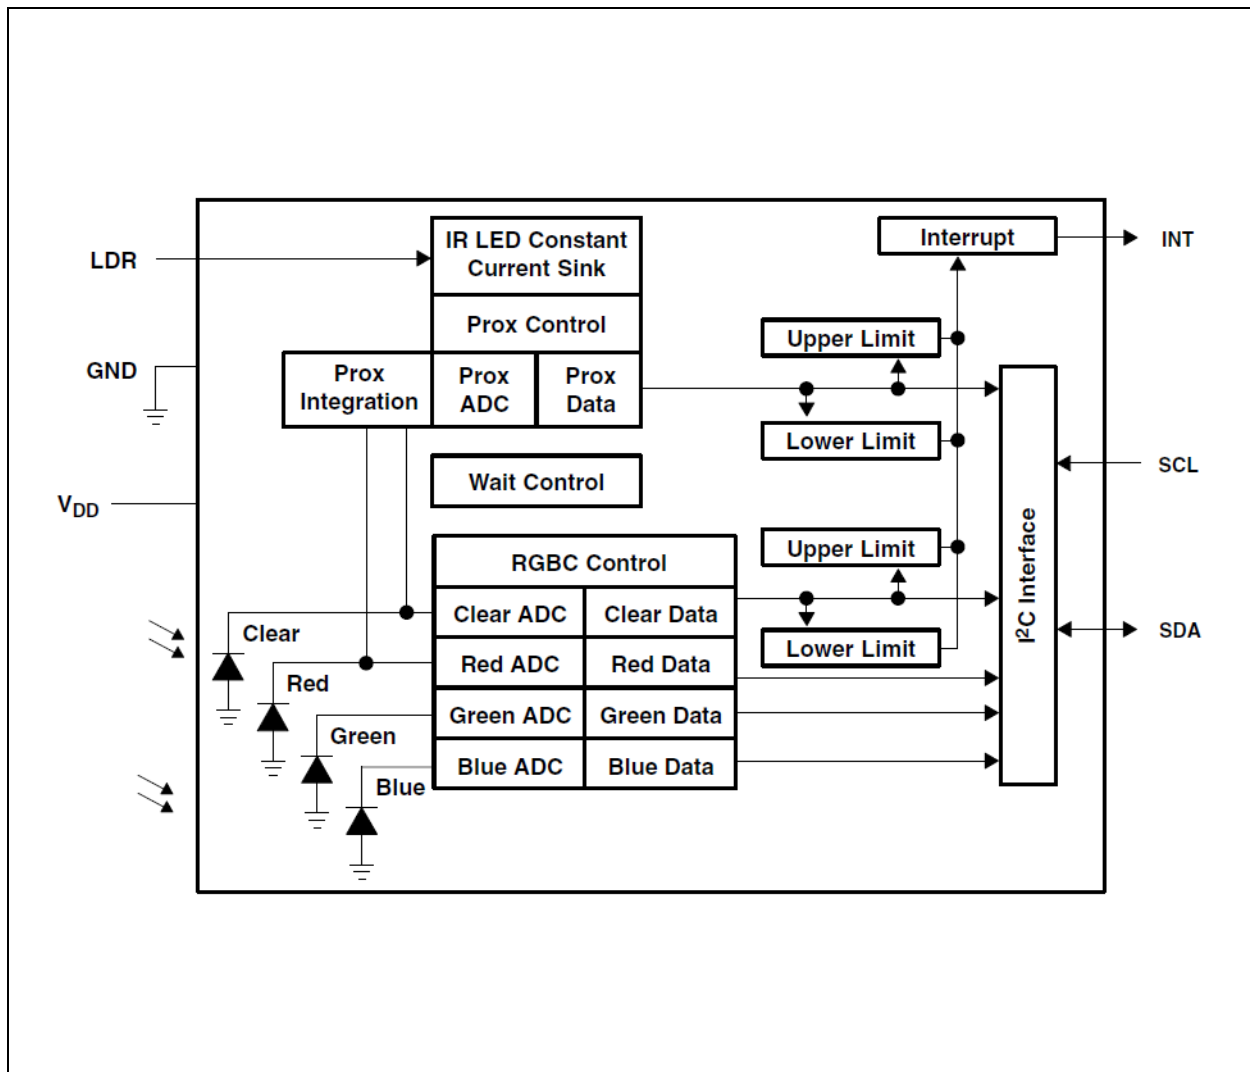 LDR
GND
VDD
IR LED Constant
Current Sink
Prox Control
Prox
Integration
Prox
ADC
Prox
Data
Wait Control
RGBC Control
Clear ADC
Clear Data
Red ADC
Red Data
Green ADC
Green Data
Blue ADC
Blue Data
Clear
Red
Green
Blue
Interrupt
Upper Limit
Lower Limit
Upper Limit
Lower Limit
I2C Interface
INT
SCL
SDA